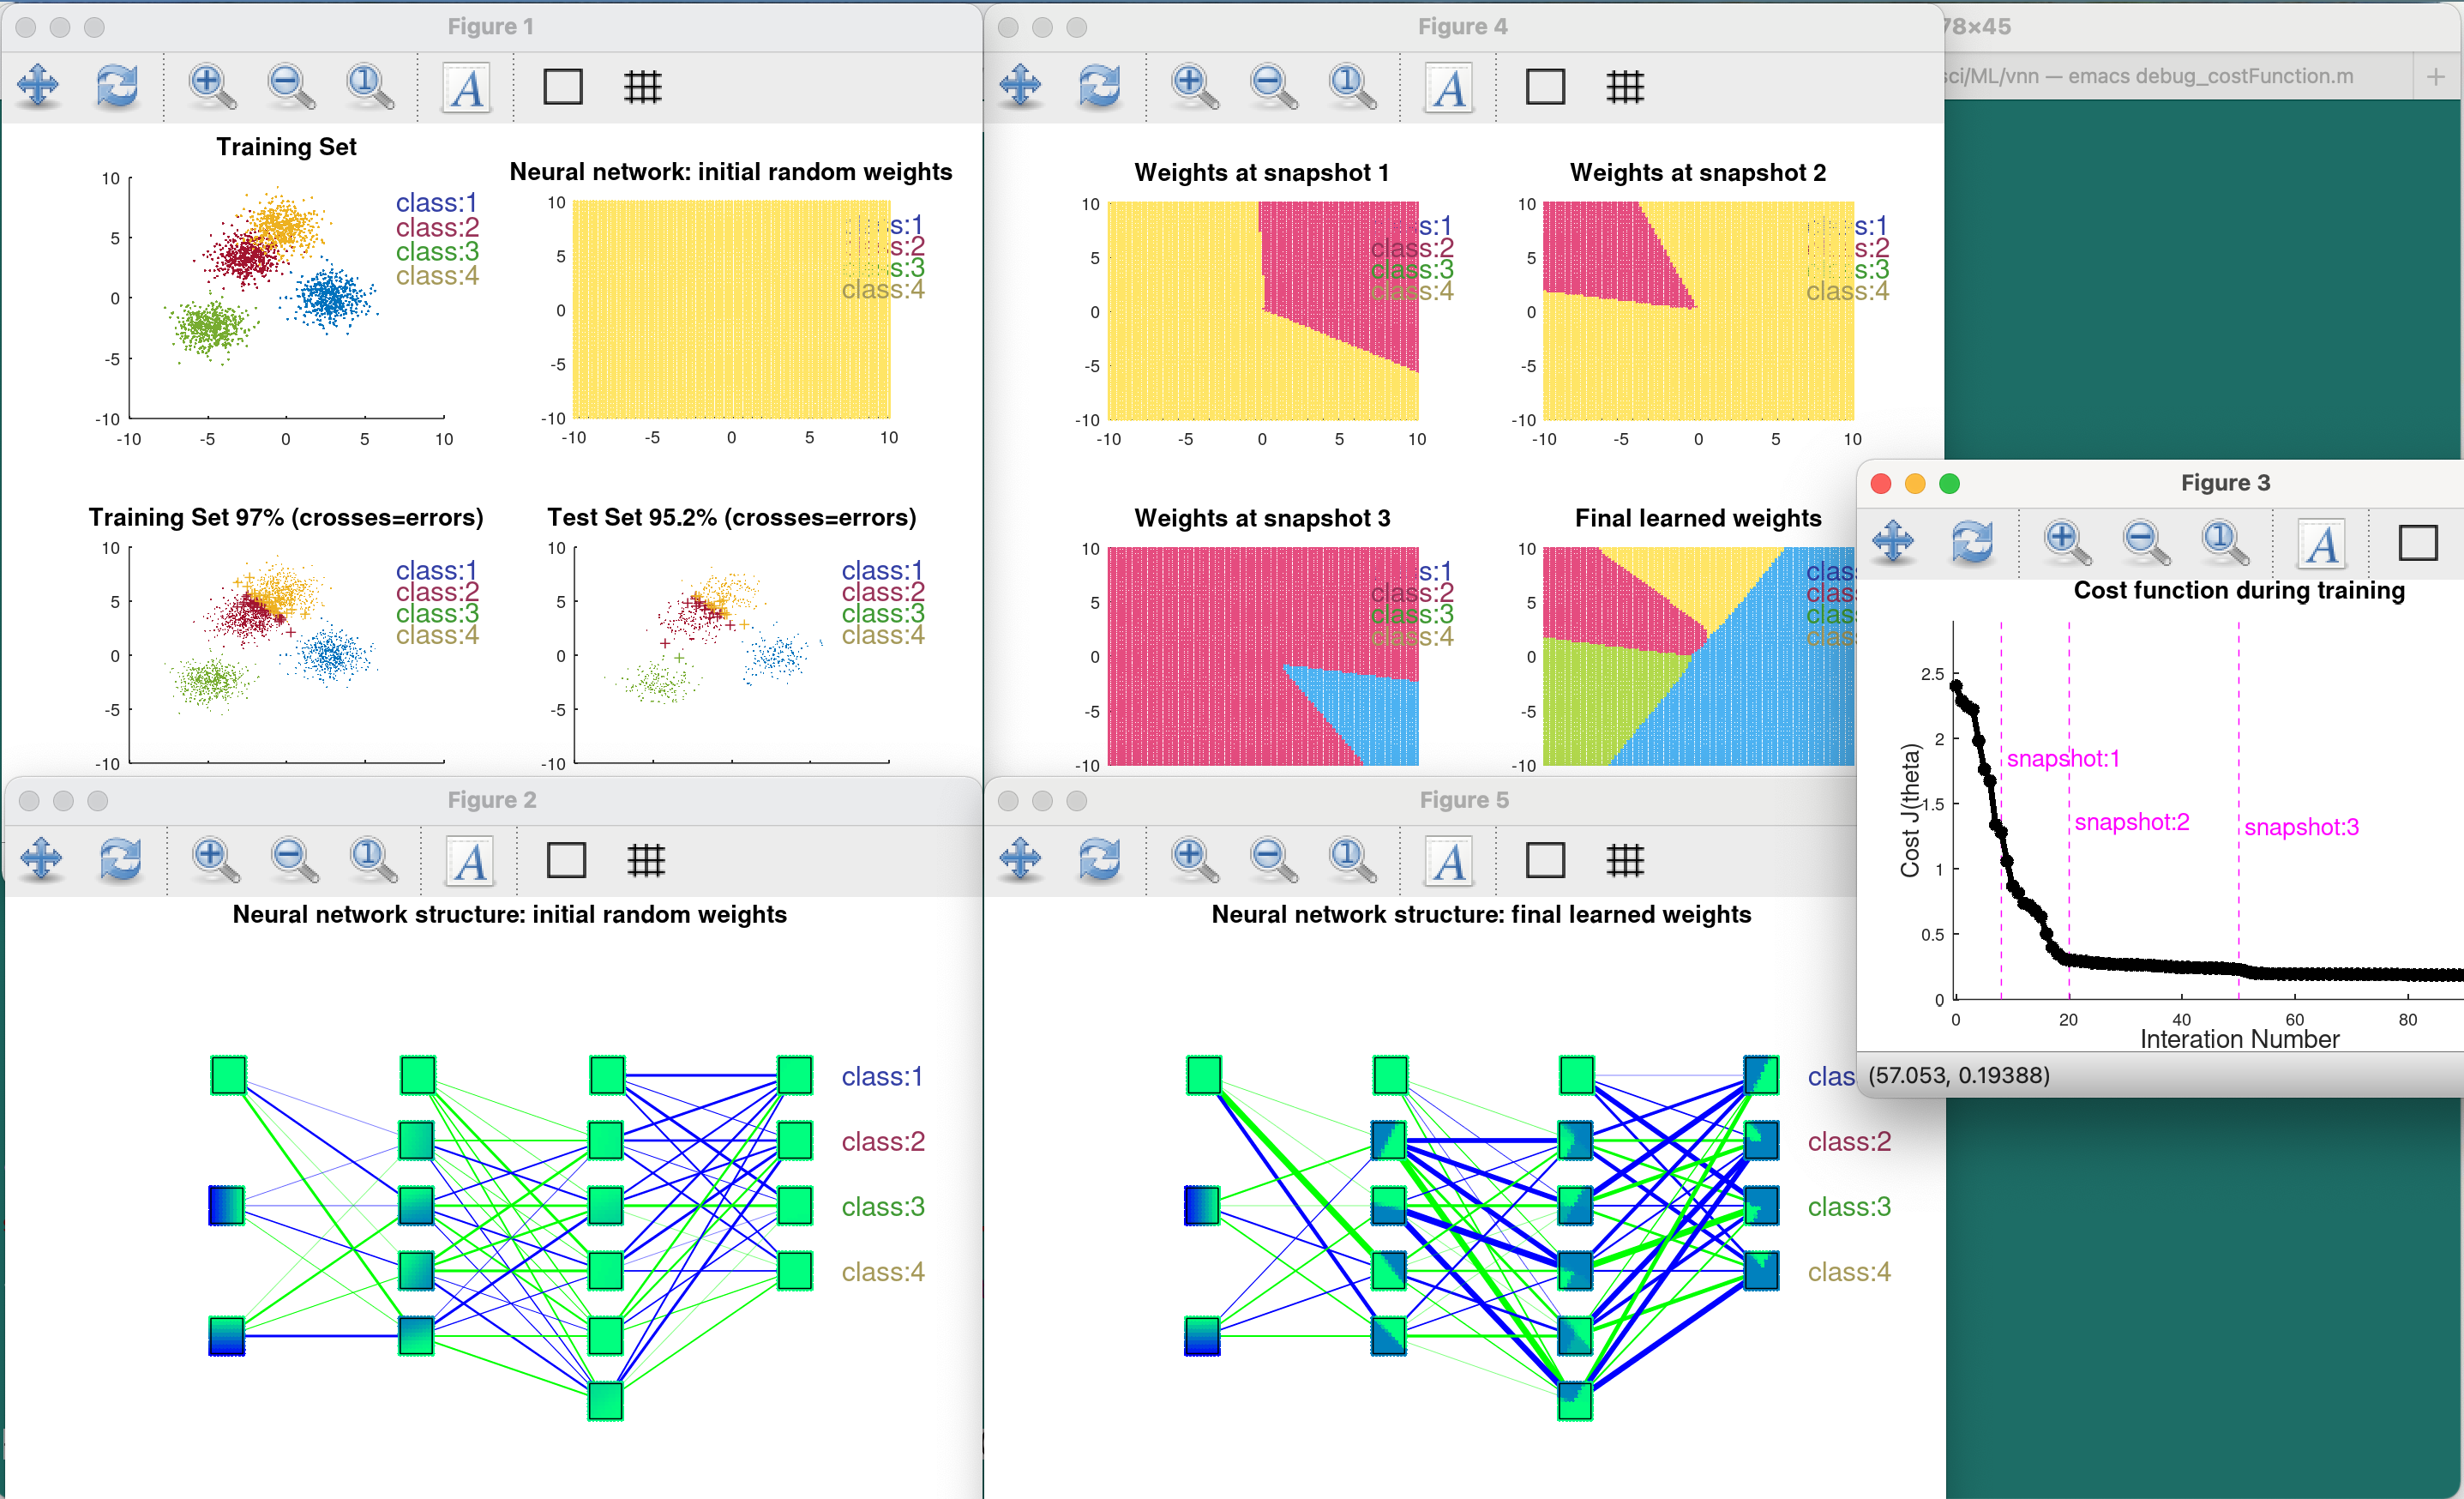 Figure 1
Training Set
10
5
0
-5
-10
-10 -5 0 5 10
class:1
class:2
class:3
class:4
Neural network: initial random weights
10
5
0
-5
-10
-10 -5 0 5 10
s:1
s:2
s:3
class:4
Training Set 97% (crosses=errors)
10
5
0
-5
-10
class:1
class:2
class:3
class:4
Test Set 95.2% (crosses=errors)
10
5
0
-5
-10
class:1
class:2
class:3
class:4
Figure 4
Weights at snapshot 1
10
5
0
-5
-10
-10 -5 0 5 10
s:1
class:2
class:3
class:4
Weights at snapshot 2
10
5
0
-5
-10
-10 -5 0 5 10
s:1
s:2
s:3
class:4
Weights at snapshot 3
10
5
0
-5
-10
s:1
class:2
class:3
class:4
Final learned weights
10
5
0
-5
-10
clas
clas
clas
clas
78×45
sci/ML/vnn — emacs debug_costFunction.m
Figure 3
Cost function during training
Cost J(theta)
2.5
2
1.5
1
0.5
0
snapshot:1
snapshot:2
snapshot:3
0 20 40 60 80
Interation Number
(57.053, 0.19388)
Figure 2
Neural network structure: initial random weights
class:1
class:2
class:3
class:4
Figure 5
Neural network structure: final learned weights
clas
class:2
class:3
class:4